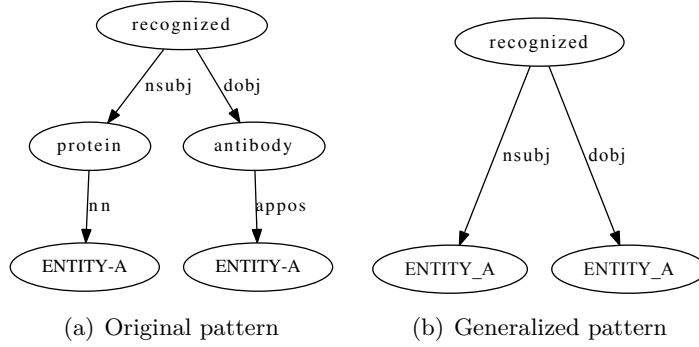 recognized
nsubj
dobj
protein
antibody
nn
appos
ENTITY-A
ENTITY-A
(a) Original pattern
recognized
nsubj
dobj
ENTITY_A
ENTITY_A
(b) Generalized pattern